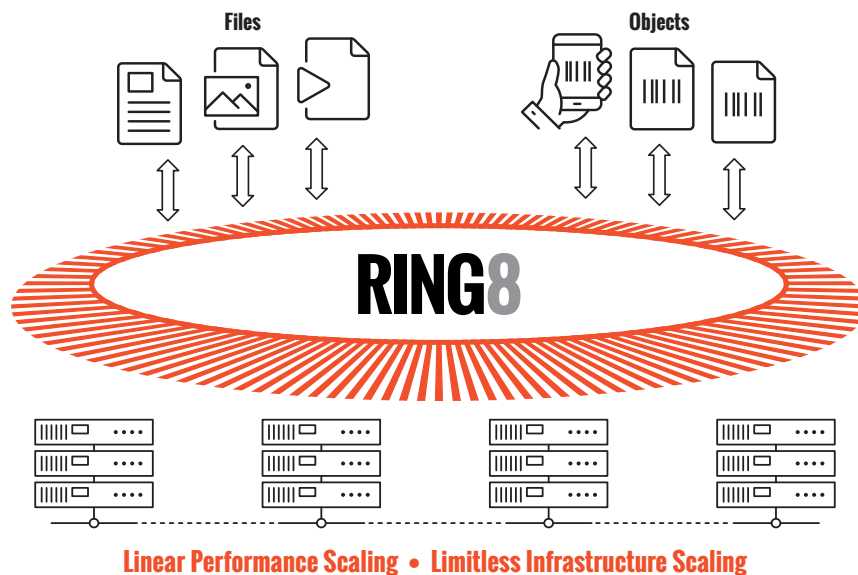 Files
Objects
RING8
Linear Performance Scaling • Limitless Infrastructure Scaling